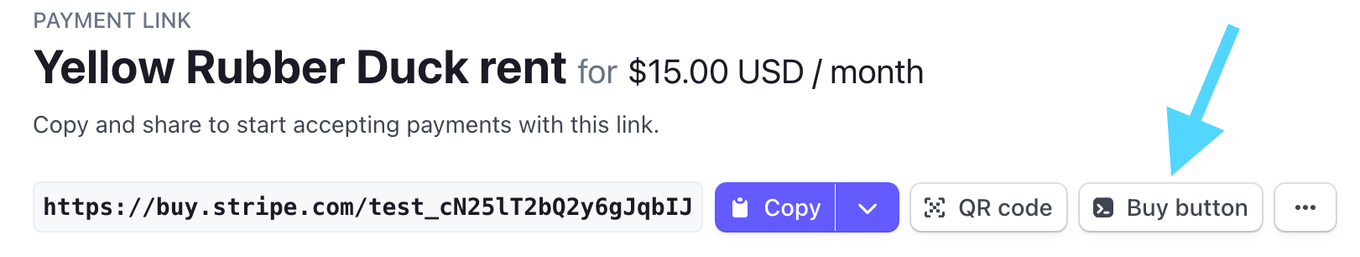 PAYMENT LINK
Yellow Rubber Duck rent for $15.00 USD / month
Copy and share to start accepting payments with this link.
https://buy.stripe.com/test_cN25lT2bQ2y6gJqbIJ Copy QR code Buy button